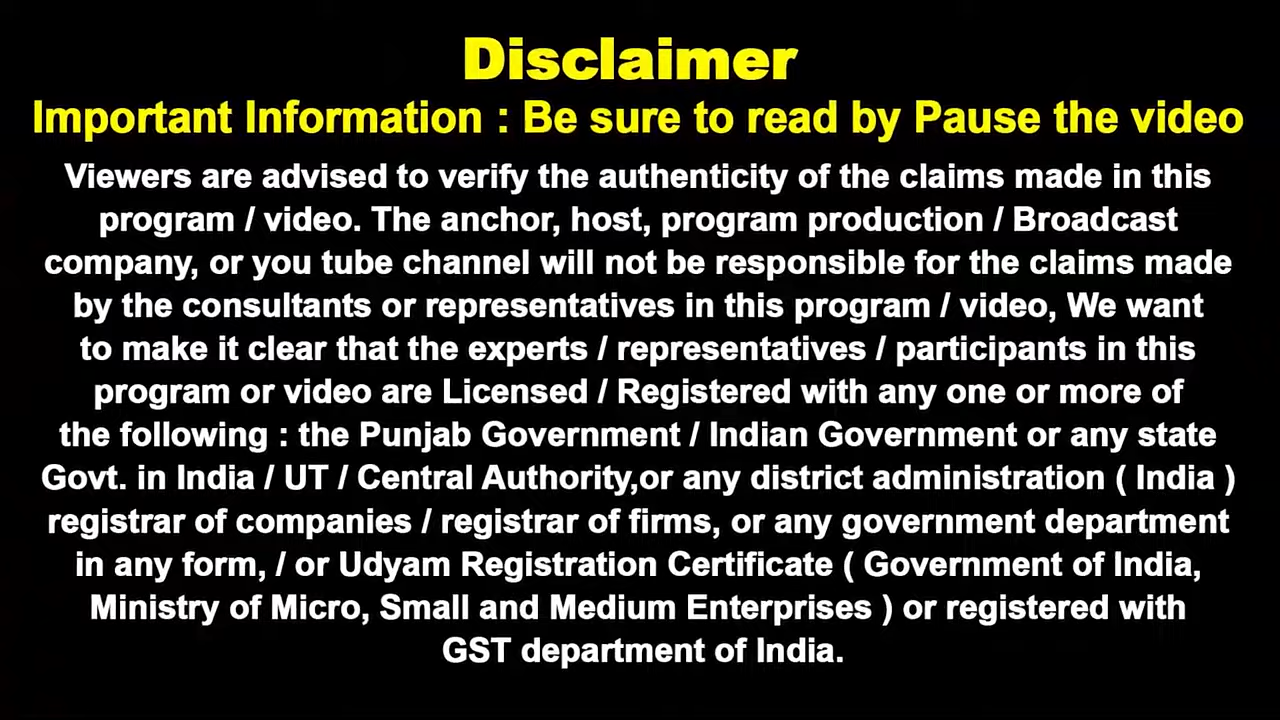 Disclaimer
Important Information : Be sure to read by Pause the video
Viewers are advised to verify the authenticity of the claims made in this
program / video. The anchor, host, program production / Broadcast
company, or you tube channel will not be responsible for the claims made
by the consultants or representatives in this program / video, We want
to make it clear that the experts / representatives / participants in this
program or video are Licensed / Registered with any one or more of
the following : the Punjab Government / Indian Government or any state
Govt. in India / UT / Central Authority,or any district administration ( India )
registrar of companies / registrar of firms, or any government department
in any form, / or Udyam Registration Certificate ( Government of India,
Ministry of Micro, Small and Medium Enterprises ) or registered with
GST department of India.